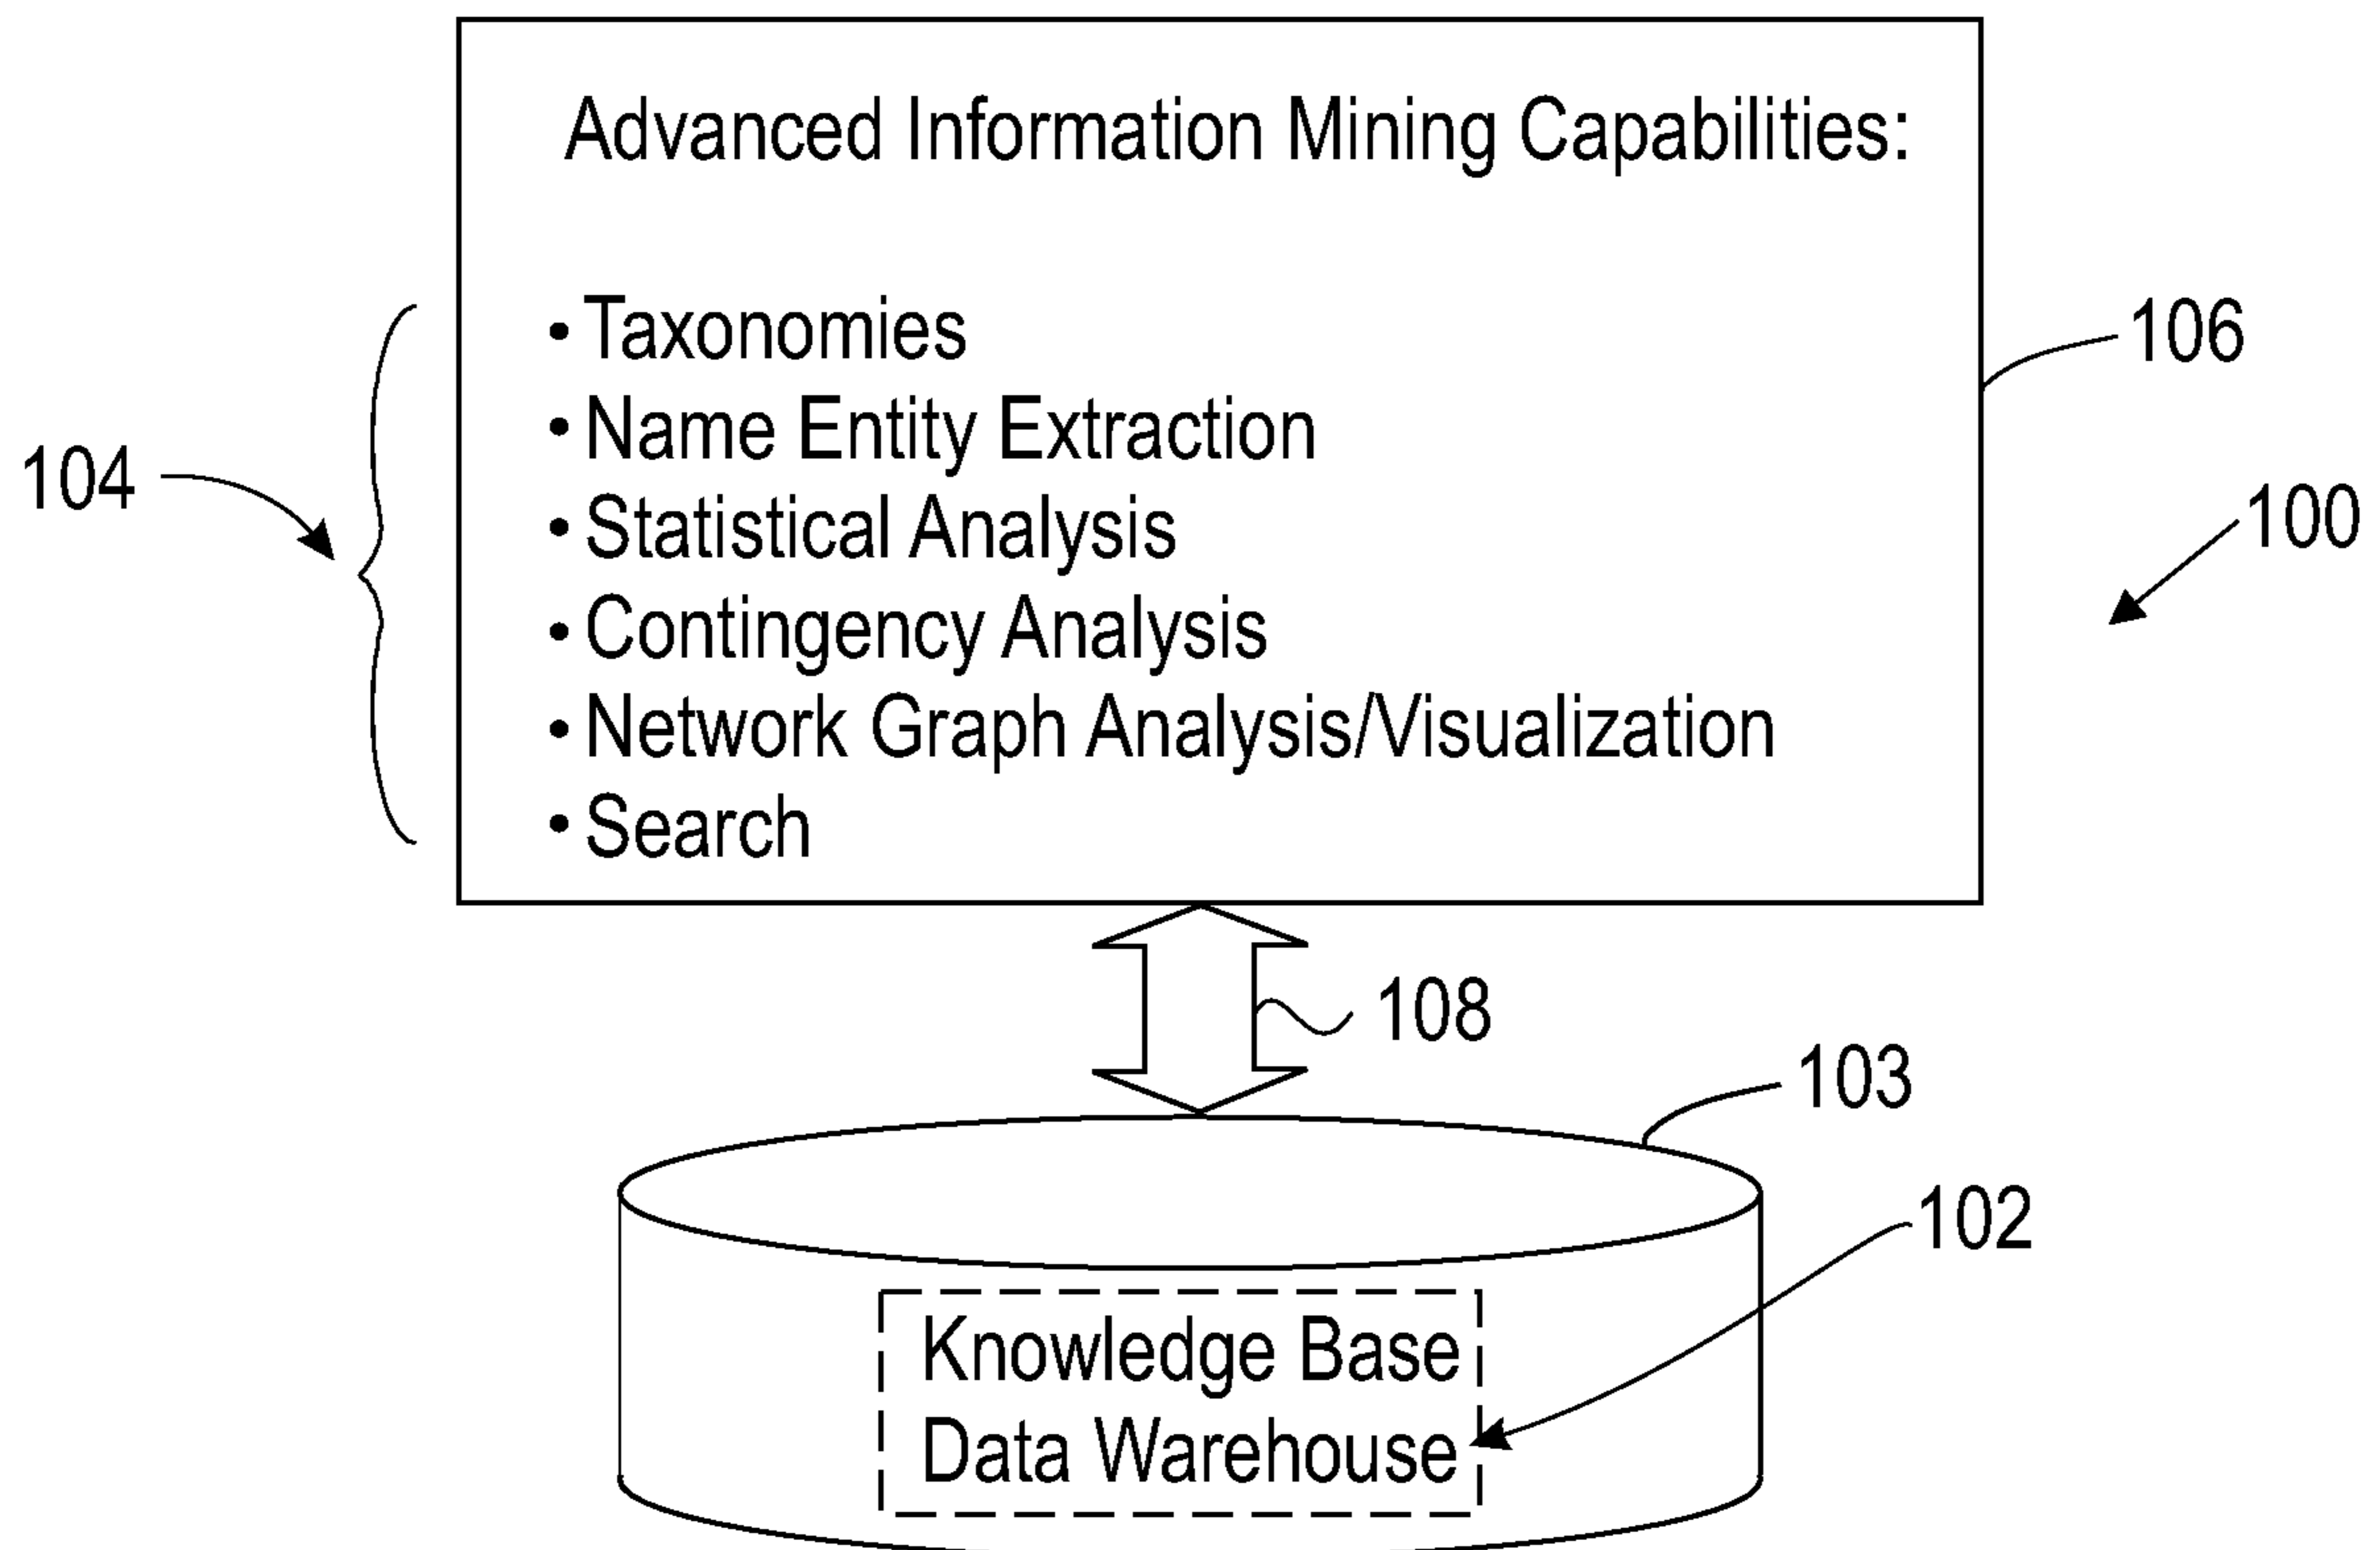 Advanced Information Mining Capabilities:
• Taxonomies
• Name Entity Extraction
• Statistical Analysis
• Contingency Analysis
• Network Graph Analysis/Visualization
• Search
106
104
100
108
103
102
Knowledge Base
Data Warehouse